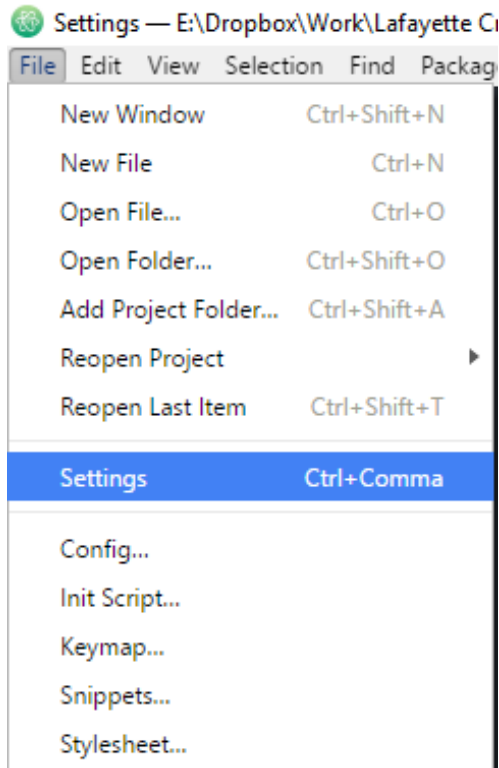 Settings — E:\Dropbox\Work\Lafayette
File Edit View Selection Find
New Window Ctrl+Shift+N
New File Ctrl+N
Open File... Ctrl+O
Open Folder... Ctrl+Shift+O
Add Project Folder... Ctrl+Shift+A
Reopen Project
Reopen Last Item Ctrl+Shift+T
Settings Ctrl+Comma
Config...
Init Script...
Keymap...
Snippets...
Stylesheet...